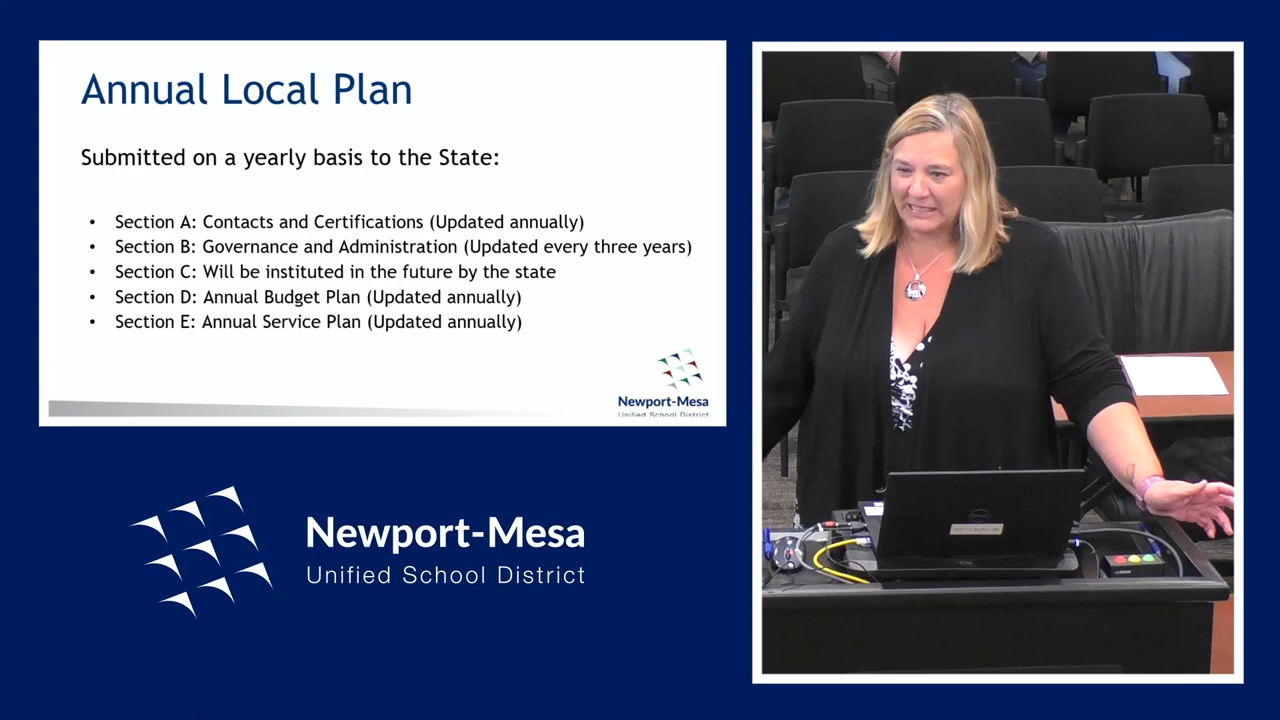 Annual Local Plan
Submitted on a yearly basis to the State:
• Section A: Contacts and Certifications (Updated annually)
• Section B: Governance and Administration (Updated every three years)
• Section C: Will be instituted in the future by the state
• Section D: Annual Budget Plan (Updated annually)
• Section E: Annual Service Plan (Updated annually)
Newport-Mesa
Unified School District
Newport-Mesa
Unified School District
DELL